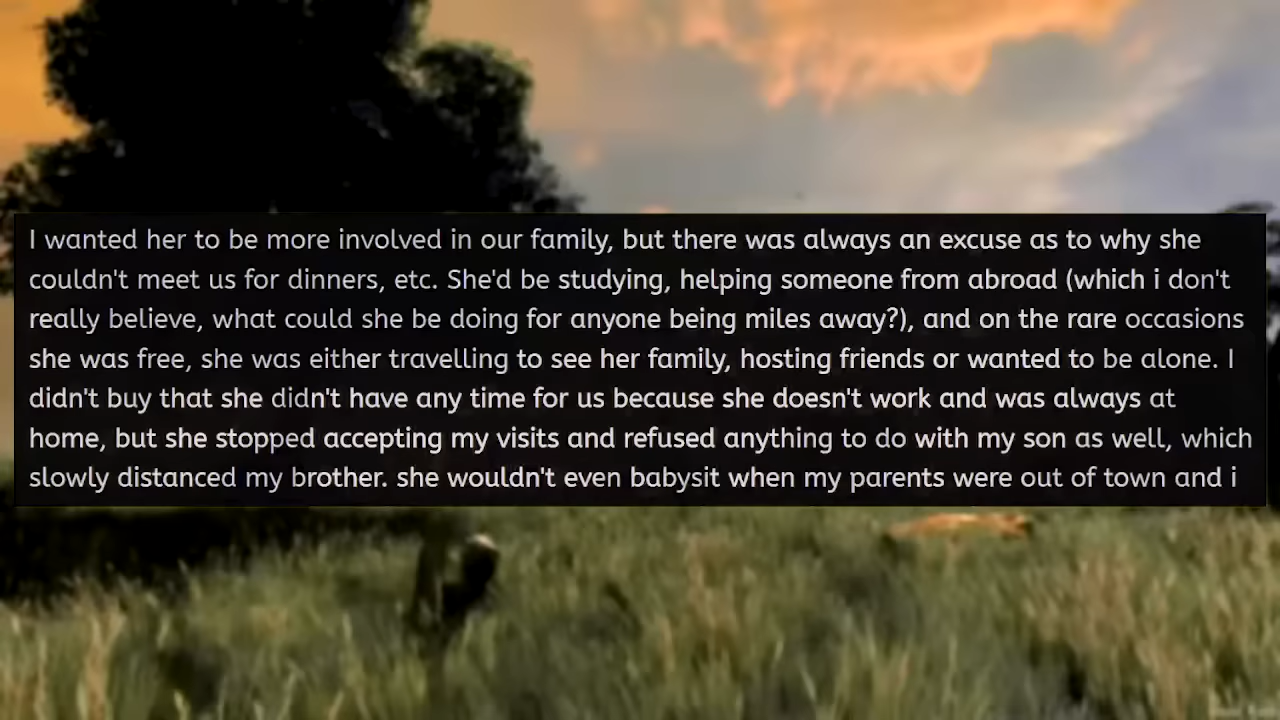 I wanted her to be more involved in our family, but there was always an excuse as to why she
couldn't meet us for dinners, etc. She'd be studying, helping someone from abroad (which i don't
really believe, what could she be doing for anyone being miles away?), and on the rare occasions
she was free, she was either travelling to see her family, hosting friends or wanted to be alone. I
didn't buy that she didn't have any time for us because she doesn't work and was always at
home, but she stopped accepting my visits and refused anything to do with my son as well, which
slowly distanced my brother. she wouldn't even babysit when my parents were out of town and i